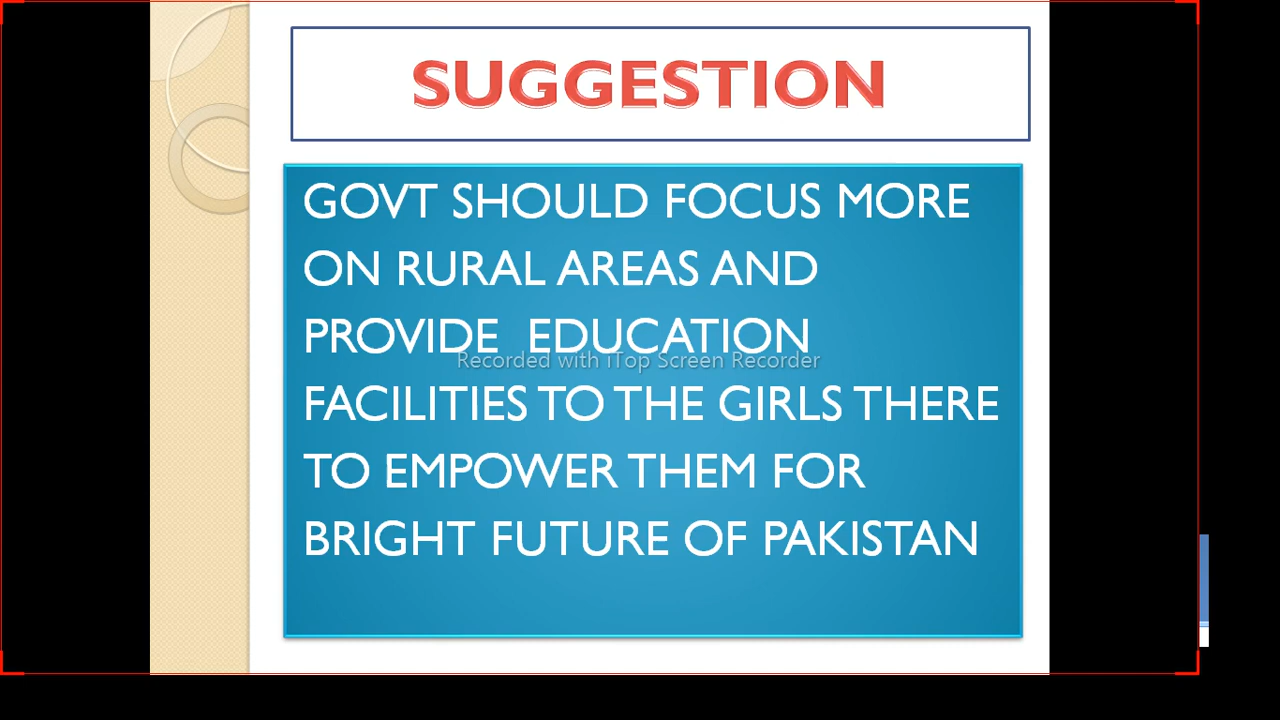 SUGGESTION
GOVT SHOULD FOCUS MORE
ON RURAL AREAS AND
PROVIDE  EDUCATION
Recorded with iTop Screen Recorder
FACILITIES TO THE GIRLS THERE
TO EMPOWER THEM FOR
BRIGHT FUTURE OF PAKISTAN